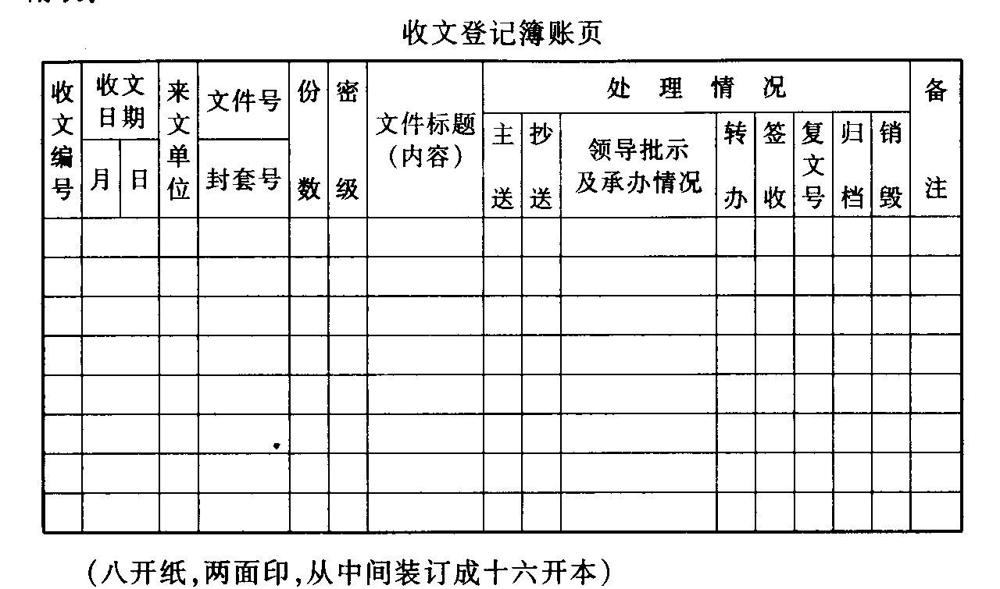 收文登记簿账页
收文编号
收文日期
月
日
来文单位
文件号
封套号
份数
密级
文件标题
(内容)
处理情况
主送
抄送
领导批示
及承办情况
转办
签收
复文号
归档
销毁
备注
(八开纸,两面印,从中间装订成十六开本)